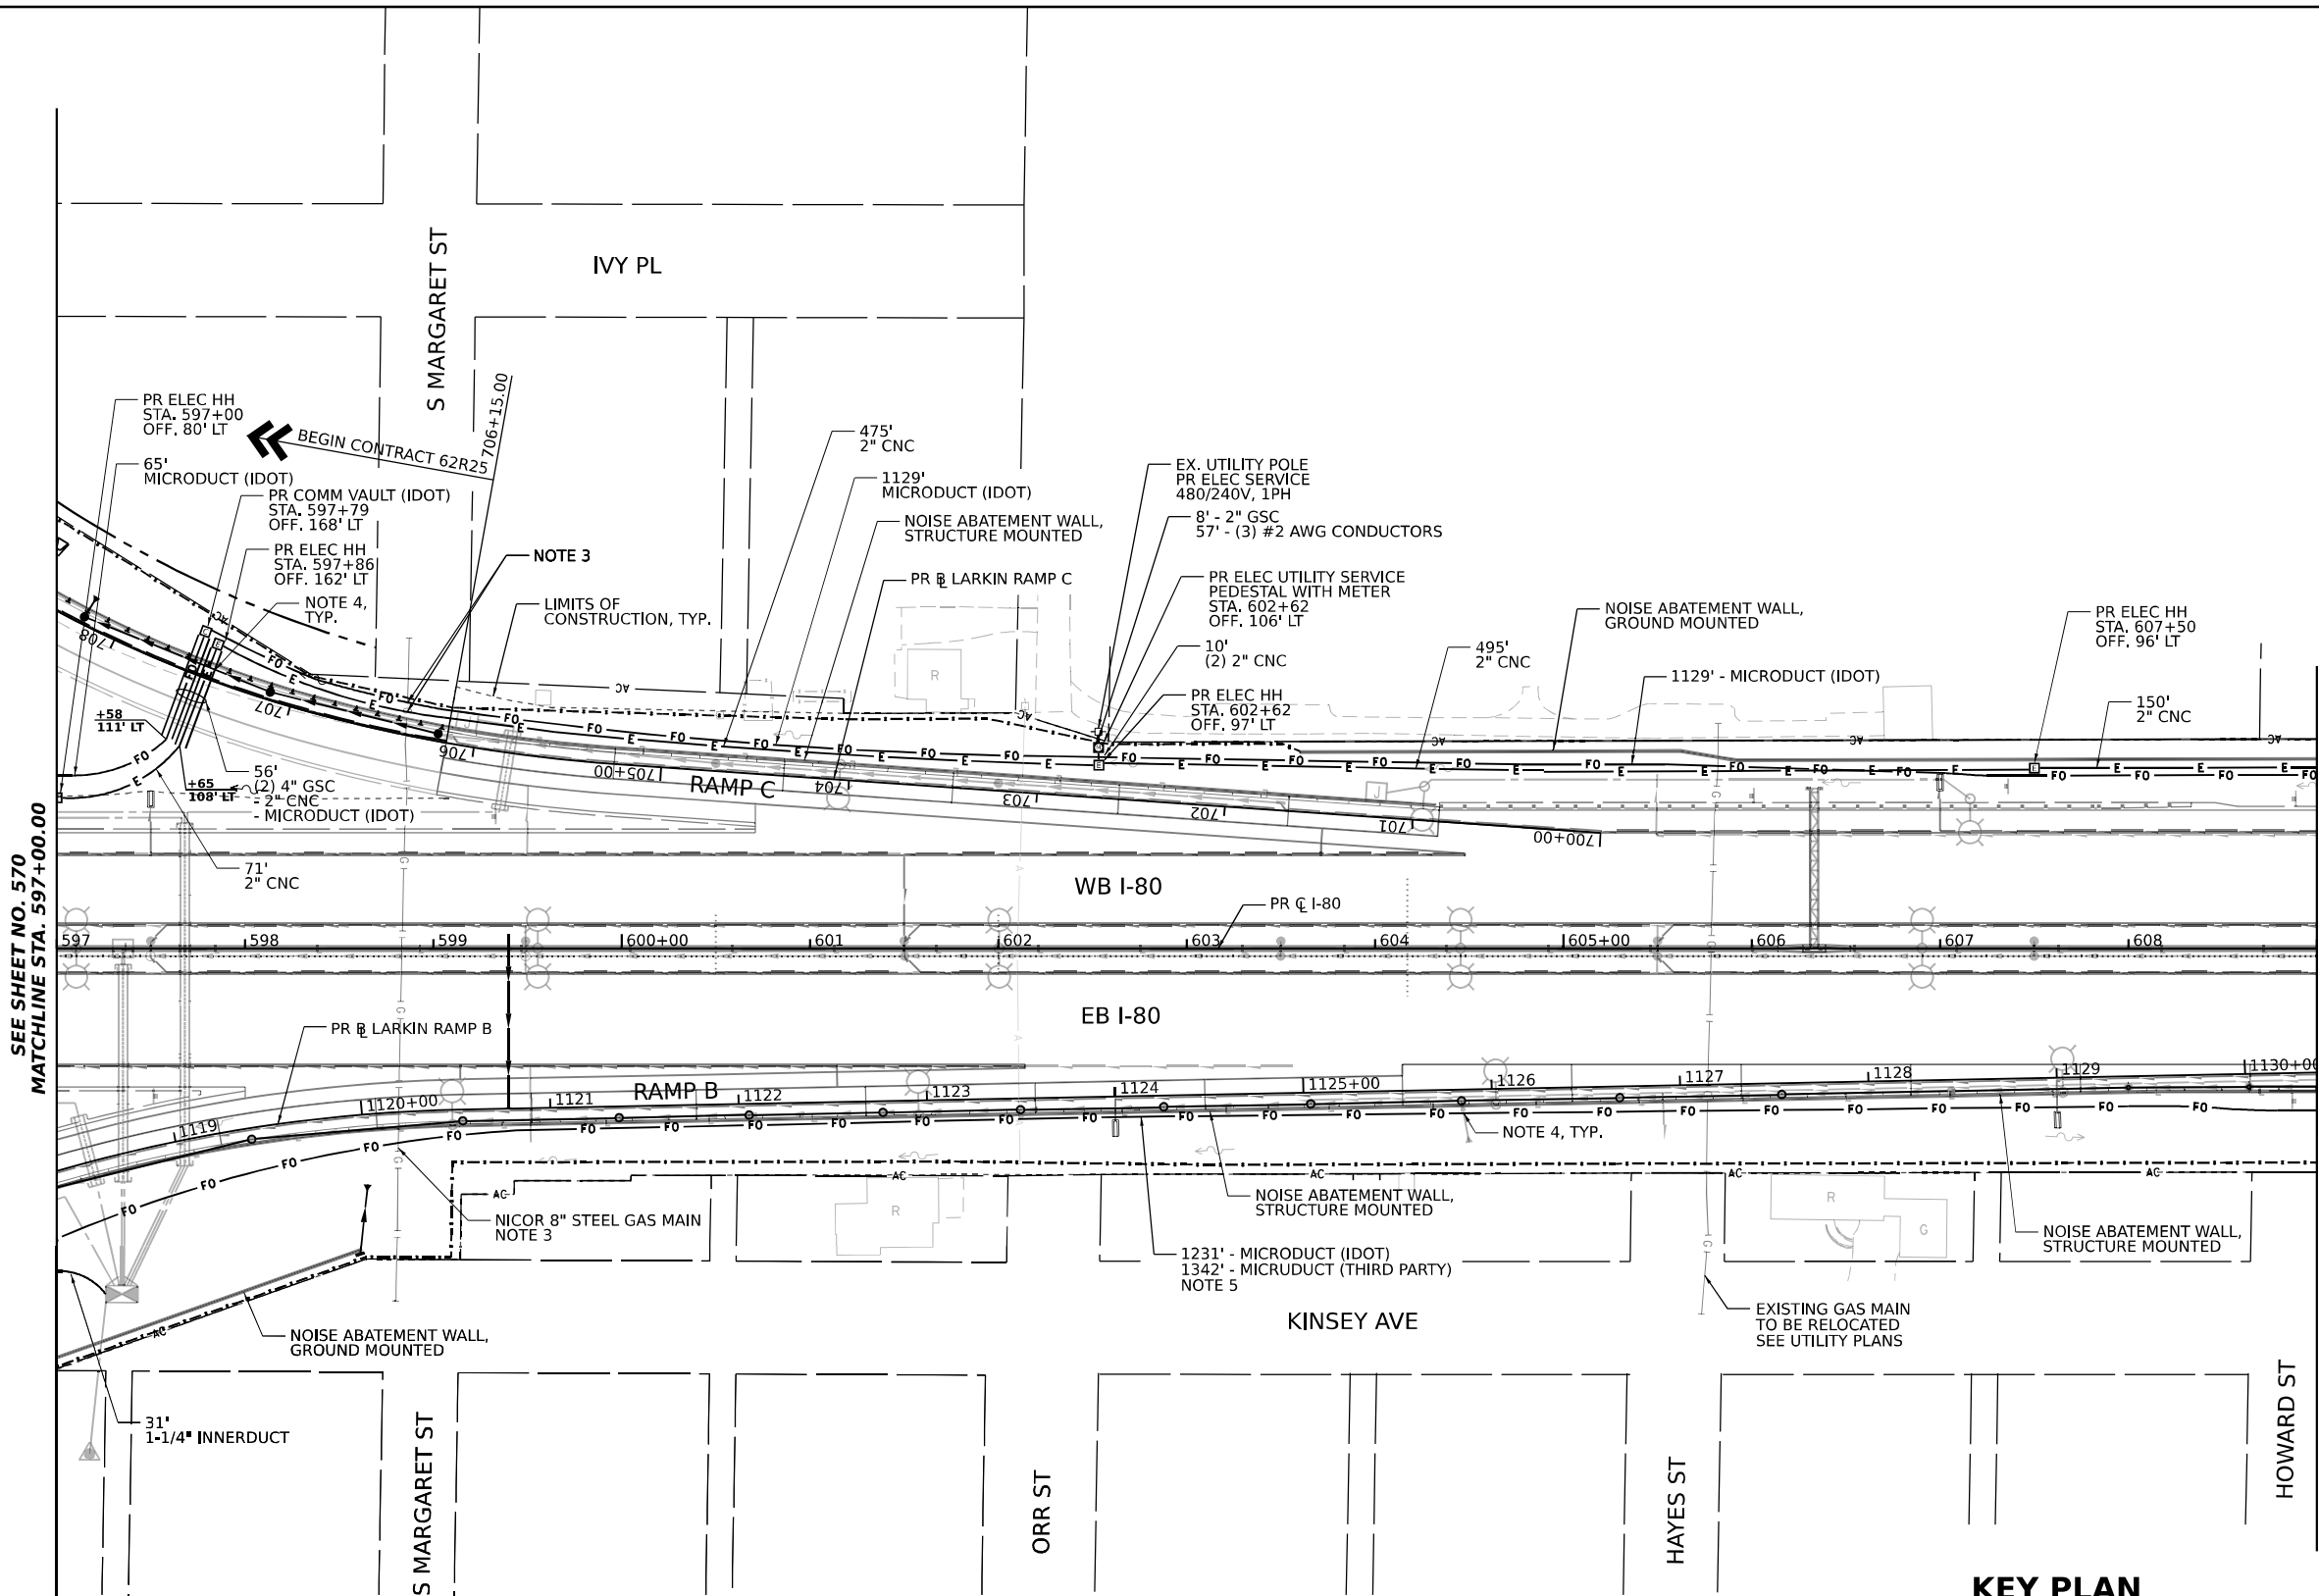 IVY PL
S MARGARET ST
PR ELEC HH
STA. 597+00
OFF. 80' LT
BEGIN CONTRACT 62R25
706+15.00
65'
MICRODUCT (IDOT)
PR COMM VAULT (IDOT)
STA. 597+79
OFF. 168' LT
PR ELEC HH
STA. 597+86
OFF. 162' LT
NOTE 4,
TYP.
NOTE 3
LIMITS OF
CONSTRUCTION, TYP.
475'
2" CNC
1129'
MICRODUCT (IDOT)
NOISE ABATEMENT WALL,
STRUCTURE MOUNTED
PR BL LARKIN RAMP C
EX. UTILITY POLE
PR ELEC SERVICE
480/240V, 1PH
8' - 2" GSC
57' - (3) #2 AWG CONDUCTORS
PR ELEC UTILITY SERVICE
PEDESTAL WITH METER
STA. 602+62
OFF. 106' LT
10'
(2) 2" CNC
PR ELEC HH
STA. 602+62
OFF. 97' LT
495'
2" CNC
NOISE ABATEMENT WALL,
GROUND MOUNTED
1129' - MICRODUCT (IDOT)
PR ELEC HH
STA. 607+50
OFF. 96' LT
150'
2" CNC
+58
111' LT
+65
108' LT
56'
(2) 4" GSC
- 2" CNC
- MICRODUCT (IDOT)
71'
2" CNC
708
707
706
705+00
704
703
702
701
700+00
RAMP C
SEE SHEET NO. 570
MATCHLINE STA. 597+00.00
WB I-80
PR CL I-80
597
598
599
600+00
601
602
603
604
605+00
606
607
608
EB I-80
PR BL LARKIN RAMP B
RAMP B
1119
1120+00
1121
1122
1123
1124
1125+00
1126
1127
1128
1129
1130+00
NOTE 4, TYP.
NICOR 8" STEEL GAS MAIN
NOTE 3
NOISE ABATEMENT WALL,
STRUCTURE MOUNTED
1231' - MICRODUCT (IDOT)
1342' - MICRUDUCT (THIRD PARTY)
NOTE 5
NOISE ABATEMENT WALL,
STRUCTURE MOUNTED
EXISTING GAS MAIN
TO BE RELOCATED
SEE UTILITY PLANS
KINSEY AVE
NOISE ABATEMENT WALL,
GROUND MOUNTED
31'
1-1/4" INNERDUCT
S MARGARET ST
ORR ST
HAYES ST
HOWARD ST
KEY PLAN